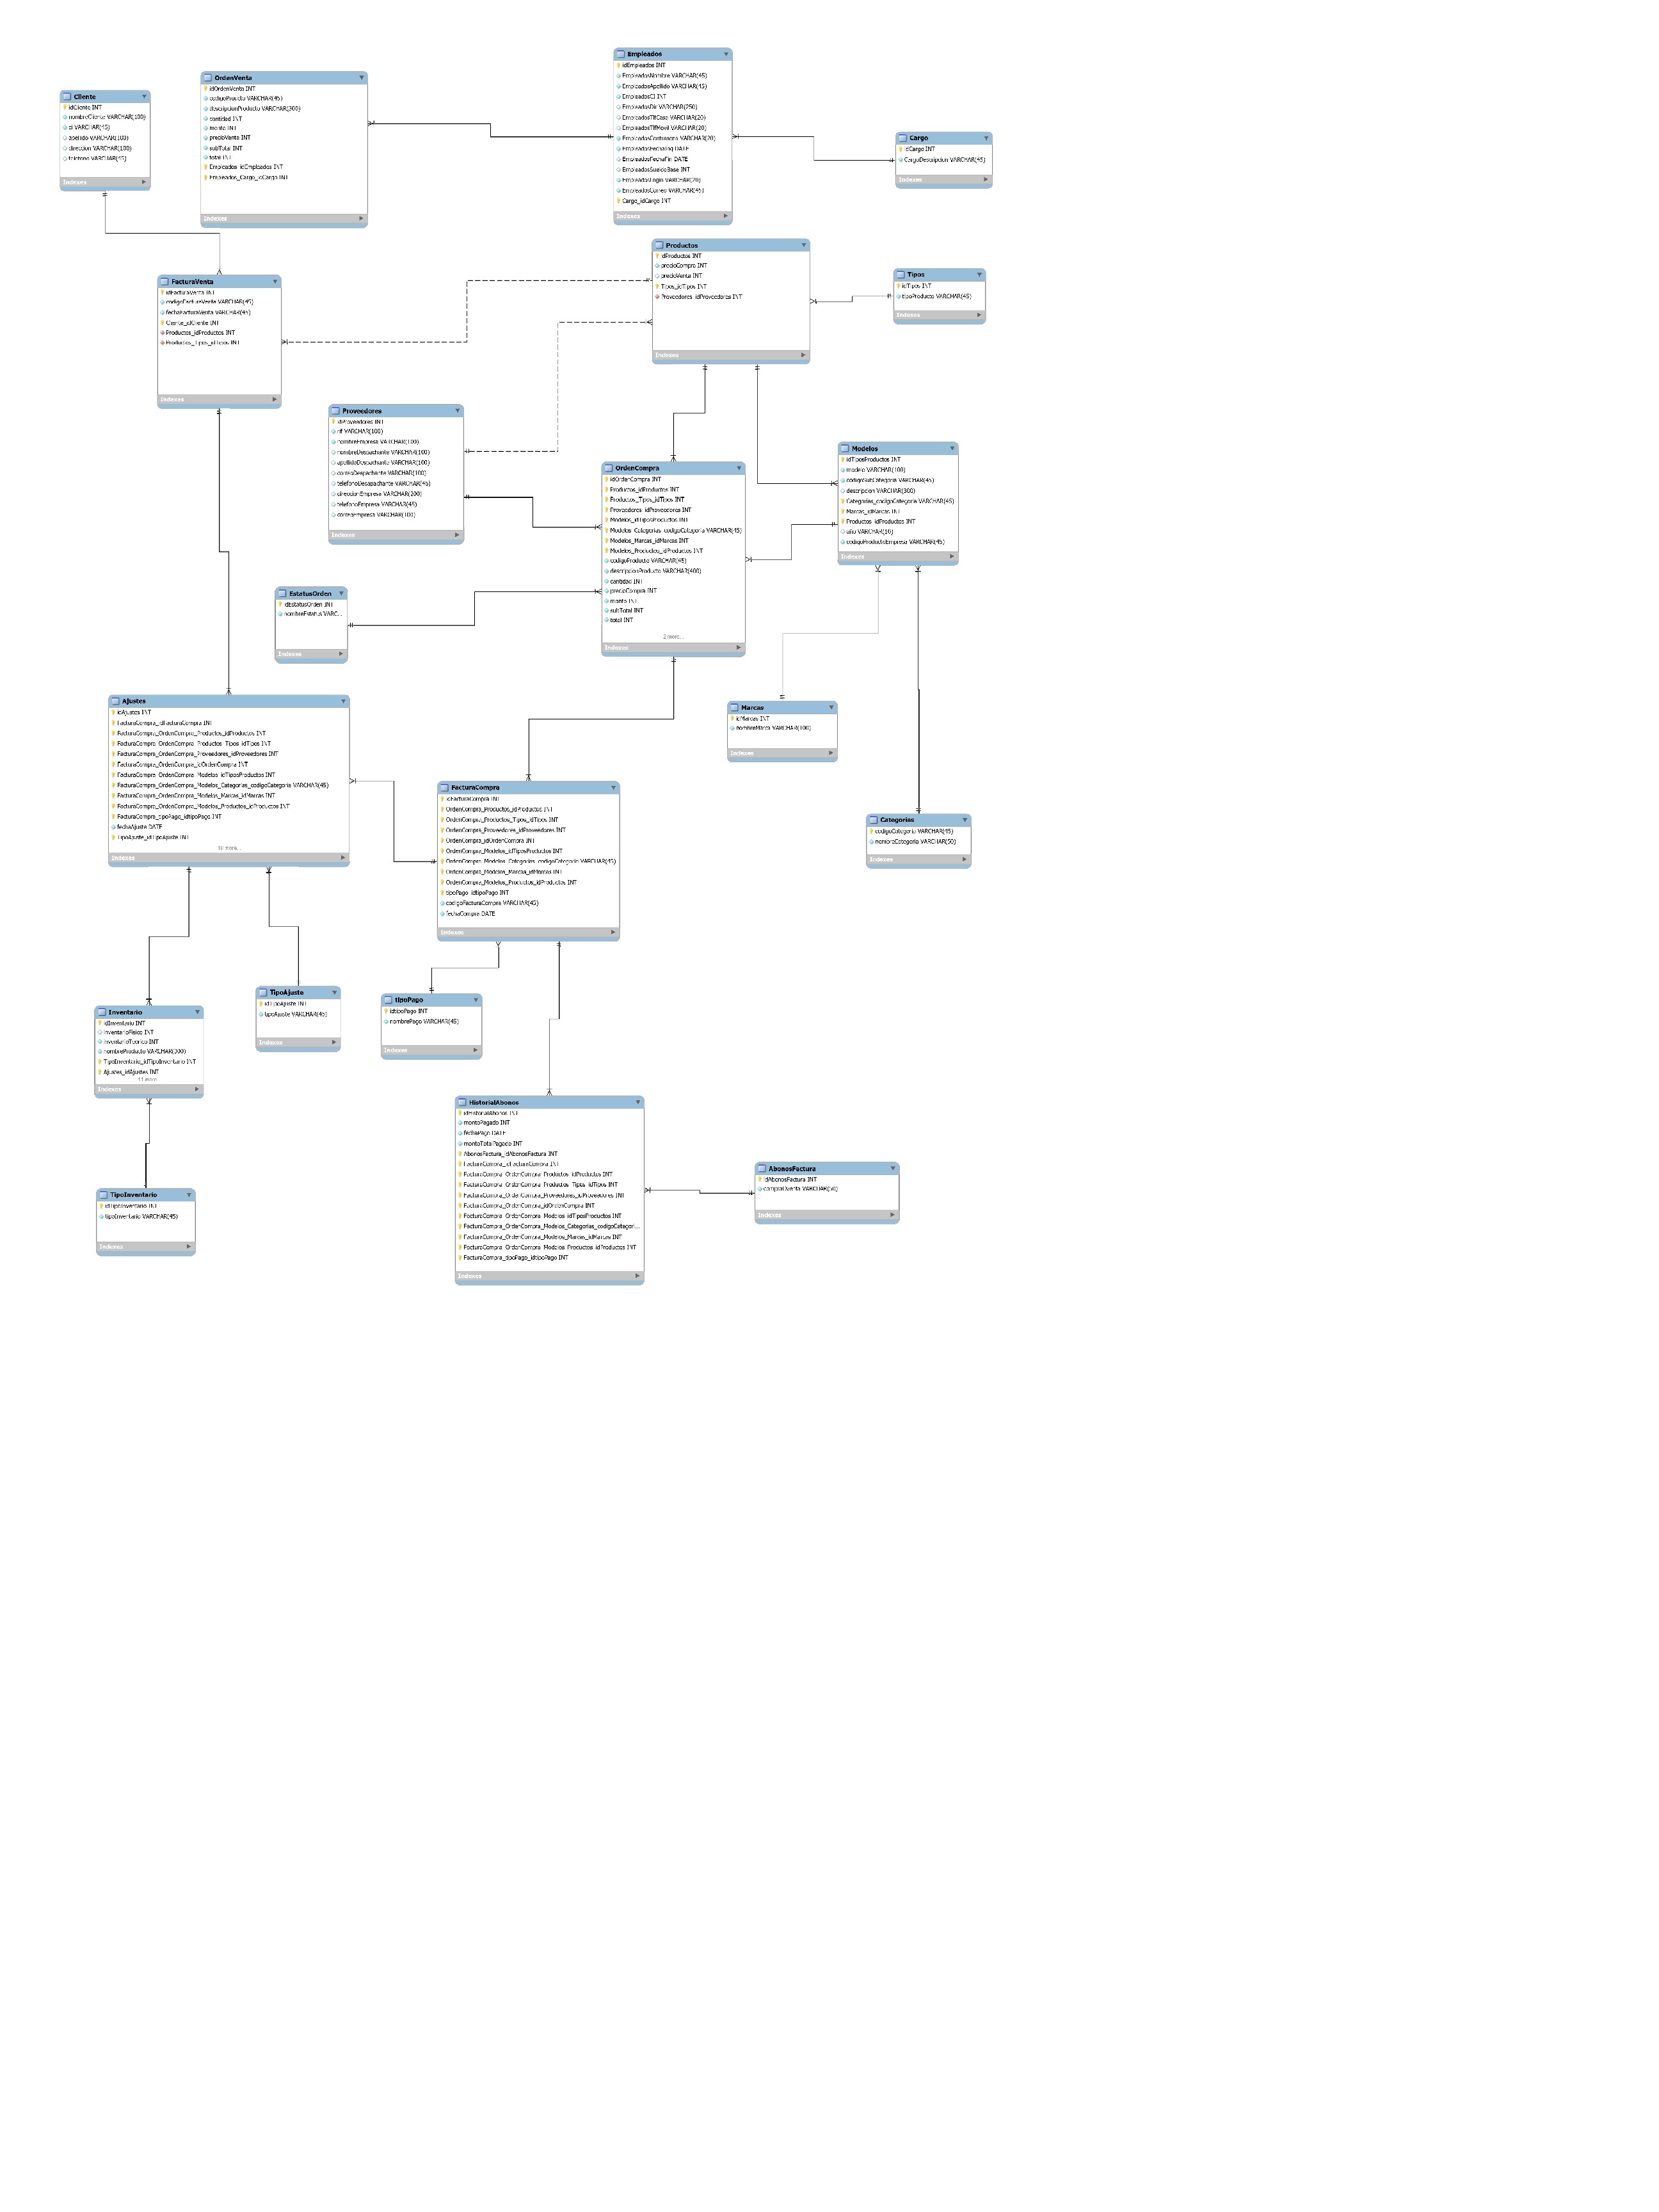 Cliente
idCliente INT
nombreCliente VARCHAR(100)
ci VARCHAR(45)
apellido VARCHAR(100)
direccion VARCHAR(100)
telefono VARCHAR(45)
Indexes
OrdenVenta
idOrdenVenta INT
descripcionProducto VARCHAR(300)
cantidad INT
monto INT
precioVenta INT
subTotal INT
total INT
Empleados_idEmpleados INT
Empleados_Cargo_idCargo INT
Indexes
Empleados
idEmpleados INT
EmpleadosNombre VARCHAR(45)
EmpleadosApellido VARCHAR(45)
EmpleadosCI INT
EmpleadosDir VARCHAR(250)
EmpleadosTlfCasa VARCHAR(20)
EmpleadosTlfMovil VARCHAR(20)
VARCHAR(20)
EmpleadosFechaIng DATE
EmpleadosFechaFin DATE
EmpleadosSueldoBase INT
EmpleadosLogin VARCHAR(20)
EmpleadosCorreo VARCHAR(45)
Cargo_idCargo INT
Indexes
Cargo
idCargo INT
CargoDescripcion VARCHAR(45)
Indexes
Productos
idProductos INT
precioCompra INT
precioVenta INT
Tipos_idTipos INT
Proveedores_idProveedores INT
Indexes
Tipos
idTipos INT
tipoProducto VARCHAR(45)
Indexes
FacturaVenta
idFacturaVenta INT
codigoFacturaVenta VARCHAR(45)
fechaFacturaVenta VARCHAR(45)
Cliente_idCliente INT
Productos_idProductos INT
Productos_Tipos_idTipos INT
Indexes
Proveedores
idProveedores INT
rif VARCHAR(100)
nombreEmpresa VARCHAR(100)
nombreDespachante VARCHAR(100)
apellidoDespachante VARCHAR(100)
correoDespachante VARCHAR(100)
telefonoDesapachante VARCHAR(45)
direccionEmpresa VARCHAR(200)
telefonoEmpresa VARCHAR(45)
correoEmpresa VARCHAR(100)
Indexes
OrdenCompra
idOrdenCompra INT
Productos_idProductos INT
Productos_Tipos_idTipos INT
Proveedores_idProveedores INT
Modelos_idTiposProductos INT
Modelos_Categorias_codigoCategoria VARCHAR(45)
Modelos_Marcas_idMarcas INT
Modelos_Productos_idProductos INT
codigoProducto VARCHAR(45)
descripcionProducto VARCHAR(400)
cantidad INT
precioCompra INT
monto INT
subTotal INT
total INT
2 more...
Indexes
Modelos
idTiposProductos INT
modelo VARCHAR(100)
codigoSubCategoria VARCHAR(45)
descripcion VARCHAR(300)
Categorias_codigoCategoria VARCHAR(45)
Marcas_idMarcas INT
Productos_idProductos INT
año VARCHAR(50)
codigoProductoEmpresa VARCHAR(45)
Indexes
EstatusOrden
idEstatusOrden INT
nombreEstatus VARC...
Indexes
Ajustes
idAjustes INT
FacturaCompra_idFacturaCompra INT
FacturaCompra_OrdenCompra_Productos_idProductos INT
FacturaCompra_OrdenCompra_Productos_Tipos_idTipos INT
FacturaCompra_OrdenCompra_Proveedores_idProveedores INT
FacturaCompra_OrdenCompra_idOrdenCompra INT
FacturaCompra_OrdenCompra_Modelos_idTiposProductos INT
FacturaCompra_OrdenCompra_Modelos_Categorias_codigoCategoria VARCHAR(45)
FacturaCompra_OrdenCompra_Modelos_Marcas_idMarcas INT
FacturaCompra_OrdenCompra_Modelos_Productos_idProductos INT
FacturaCompra_tipoPago_idtipoPago INT
fechaAjuste DATE
TipoAjuste_idTipoAjuste INT
10 more...
Indexes
Marcas
idMarcas INT
nombreMarca VARCHAR(100)
Indexes
FacturaCompra
idFacturaCompra INT
OrdenCompra_Productos_idProductos INT
OrdenCompra_Productos_Tipos_idTipos INT
OrdenCompra_Proveedores_idProveedores INT
OrdenCompra_idOrdenCompra INT
OrdenCompra_Modelos_idTiposProductos INT
OrdenCompra_Modelos_Categorias_codigoCategoria VARCHAR(45)
OrdenCompra_Modelos_Marcas_idMarcas INT
OrdenCompra_Modelos_Productos_idProductos INT
tipoPago_idtipoPago INT
codigoFacturaCompra VARCHAR(45)
fechaCompra DATE
Indexes
Categorias
codigoCategoria VARCHAR(45)
nombreCategoria VARCHAR(50)
Indexes
Inventario
idInventario INT
inventarioFisico INT
inventarioTeorico INT
nombreProducto VARCHAR(300)
TipoInventario_idTipoInventario INT
Ajustes_idAjustes INT
11 more
Indexes
TipoAjuste
idTipoAjuste INT
tipoAjuste VARCHAR(45)
Indexes
tipoPago
idtipoPago INT
nombrePago VARCHAR(45)
Indexes
HistorialAbonos
idHistorialAbonos INT
montoPagado INT
fechaPago DATE
montoTotalPagado INT
AbonosFactura_idAbonosFactura INT
FacturaCompra_idFacturaCompra INT
FacturaCompra_OrdenCompra_Productos_idProductos INT
FacturaCompra_OrdenCompra_Productos_Tipos_idTipos INT
FacturaCompra_OrdenCompra_Proveedores_idProveedores INT
FacturaCompra_OrdenCompra_idOrdenCompra INT
FacturaCompra_OrdenCompra_Modelos_idTiposProductos INT
FacturaCompra_OrdenCompra_Modelos_Categorias_codigoCategori...
FacturaCompra_OrdenCompra_Modelos_Marcas_idMarcas INT
FacturaCompra_OrdenCompra_Modelos_Productos_idProductos INT
FacturaCompra_tipoPago_idtipoPago INT
Indexes
AbonosFactura
idAbonosFactura INT
compraOventa VARCHAR(50)
Indexes
TipoInventario
idTipoInventario INT
tipoInventario VARCHAR(45)
Indexes